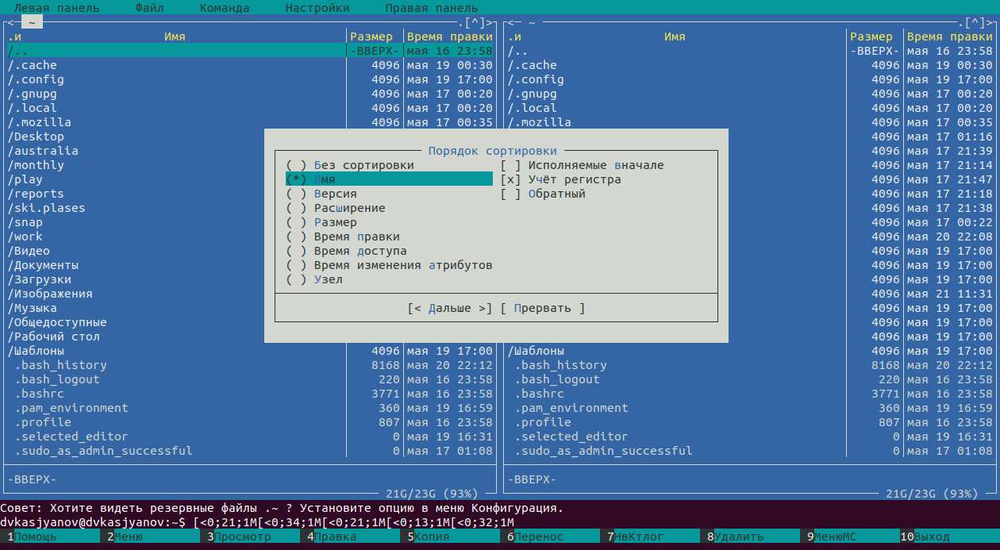 Левая панель Файл Команда Настройки Правая панель
<─ ~ .[^]> <─ ~ .[^]>
.и Имя Размер Время правки .и Имя Размер Время правки
/.. -ВВЕРХ- мая 16 23:58 /.. -ВВЕРХ- мая 16 23:58
/.cache 4096 мая 19 00:30 /.cache 4096 мая 19 00:30
/.config 4096 мая 19 17:00 /.config 4096 мая 19 17:00
/.gnupg 4096 мая 17 00:20 /.gnupg 4096 мая 17 00:20
/.local 4096 мая 17 00:20 /.local 4096 мая 17 00:20
/.mozilla 4096 мая 17 00:35 /.mozilla 4096 мая 17 00:35
/Desktop 4096 мая 17 01:16
/australia Порядок сортировки 4096 мая 17 21:39
/monthly ( ) Без сортировки [ ] Исполняемые вначале 4096 мая 17 21:14
/play (*) Имя [x] Учёт регистра 4096 мая 17 21:47
/reports ( ) Версия [ ] Обратный 4096 мая 17 21:18
/ski.plases ( ) Расширение 4096 мая 17 21:38
/snap ( ) Размер 4096 мая 17 00:22
/work ( ) Время правки 4096 мая 20 22:08
/Видео ( ) Время доступа 4096 мая 19 17:00
/Документы ( ) Время изменения атрибутов 4096 мая 19 17:00
/Загрузки ( ) Узел 4096 мая 19 17:00
/Изображения 4096 мая 21 11:31
/Музыка [< Дальше >] [ Прервать ] 4096 мая 19 17:00
/Общедоступные 4096 мая 19 17:00
/Рабочий стол 4096 мая 19 17:00
/Шаблоны 4096 мая 19 17:00 /Шаблоны 4096 мая 19 17:00
.bash_history 8168 мая 20 22:12 .bash_history 8168 мая 20 22:12
.bash_logout 220 мая 16 23:58 .bash_logout 220 мая 16 23:58
.bashrc 3771 мая 16 23:58 .bashrc 3771 мая 16 23:58
.pam_environment 360 мая 19 16:59 .pam_environment 360 мая 19 16:59
.profile 807 мая 16 23:58 .profile 807 мая 16 23:58
.selected_editor 0 мая 19 16:31 .selected_editor 0 мая 19 16:31
.sudo_as_admin_successful 0 мая 17 01:08 .sudo_as_admin_successful 0 мая 17 01:08
-ВВЕРХ- -ВВЕРХ-
21G/23G (93%) 21G/23G (93%)
Совет: Хотите видеть резервные файлы .~ ? Установите опцию в меню Конфигурация.
dvkasjyanov@dvkasjyanov:~$ [<0;21;1M[<0;34;1M[<0;21;1M[<0;13;1M[<0;32;1M
1Помощь 2Меню 3Просмотр 4Правка 5Копия 6Перенос 7НвКтлог 8Удалить 9МенюMC 10Выход